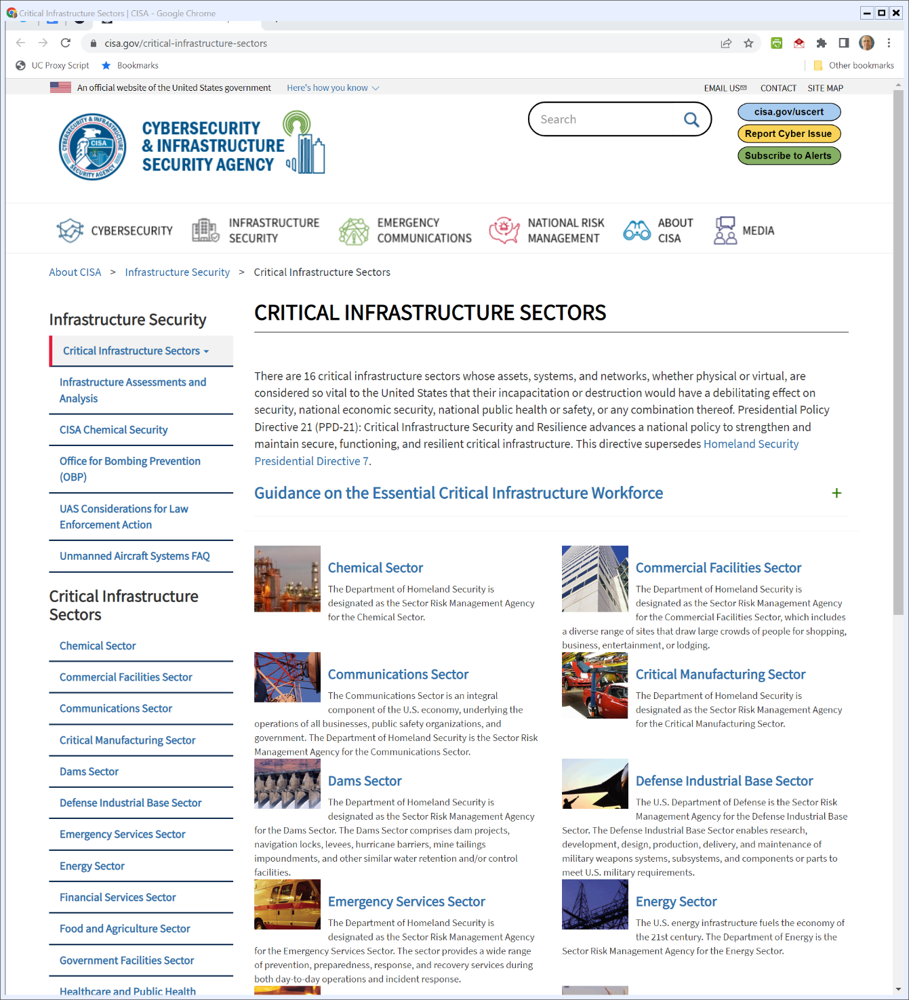 Critical Infrastructure Sectors | CISA - Google Chrome
cisa.gov/critical-infrastructure-sectors
UC Proxy Script
Bookmarks
Other bookmarks
An official website of the United States government
Here's how you know
EMAIL US
CONTACT
SITE MAP
CYBERSECURITY & INFRASTRUCTURE
CISA
SECURITY AGENCY
CYBERSECURITY
& INFRASTRUCTURE
SECURITY AGENCY
Search
cisa.gov/uscert
Report Cyber Issue
Subscribe to Alerts
CYBERSECURITY
INFRASTRUCTURE
SECURITY
EMERGENCY
COMMUNICATIONS
NATIONAL RISK
MANAGEMENT
ABOUT
CISA
MEDIA
About CISA > Infrastructure Security > Critical Infrastructure Sectors
Infrastructure Security
Critical Infrastructure Sectors
Infrastructure Assessments and
Analysis
CISA Chemical Security
Office for Bombing Prevention
(OBP)
UAS Considerations for Law
Enforcement Action
Unmanned Aircraft Systems FAQ
Critical Infrastructure
Sectors
Chemical Sector
Commercial Facilities Sector
Communications Sector
Critical Manufacturing Sector
Dams Sector
Defense Industrial Base Sector
Emergency Services Sector
Energy Sector
Financial Services Sector
Food and Agriculture Sector
Government Facilities Sector
Healthcare and Public Health
CRITICAL INFRASTRUCTURE SECTORS
There are 16 critical infrastructure sectors whose assets, systems, and networks, whether physical or virtual, are
considered so vital to the United States that their incapacitation or destruction would have a debilitating effect on
security, national economic security, national public health or safety, or any combination thereof. Presidential Policy
Directive 21 (PPD-21): Critical Infrastructure Security and Resilience advances a national policy to strengthen and
maintain secure, functioning, and resilient critical infrastructure. This directive supersedes Homeland Security
Presidential Directive 7.
Guidance on the Essential Critical Infrastructure Workforce +
Chemical Sector
The Department of Homeland Security is
designated as the Sector Risk Management Agency
for the Chemical Sector.
Commercial Facilities Sector
The Department of Homeland Security is
designated as the Sector Risk Management Agency
for the Commercial Facilities Sector, which includes
a diverse range of sites that draw large crowds of people for shopping,
business, entertainment, or lodging.
Communications Sector
The Communications Sector is an integral
component of the U.S. economy, underlying the
operations of all businesses, public safety organizations, and
government. The Department of Homeland Security is the Sector Risk
Management Agency for the Communications Sector.
Critical Manufacturing Sector
The Department of Homeland Security is
designated as the Sector Risk Management Agency
for the Critical Manufacturing Sector.
Dams Sector
The Department of Homeland Security is
designated as the Sector Risk Management Agency
for the Dams Sector. The Dams Sector comprises dam projects,
navigation locks, levees, hurricane barriers, mine tailings
impoundments, and other similar water retention and/or control
facilities.
Defense Industrial Base Sector
The U.S. Department of Defense is the Sector Risk
Management Agency for the Defense Industrial Base
Sector. The Defense Industrial Base Sector enables research,
development, design, production, delivery, and maintenance of
military weapons systems, subsystems, and components or parts to
meet U.S. military requirements.
Emergency Services Sector
The Department of Homeland Security is
designated as the Sector Risk Management Agency
for the Emergency Services Sector. The sector provides a wide range
of prevention, preparedness, response, and recovery services during
both day-to-day operations and incident response.
Energy Sector
The U.S. energy infrastructure fuels the economy of
the 21st century. The Department of Energy is the
Sector Risk Management Agency for the Energy Sector.